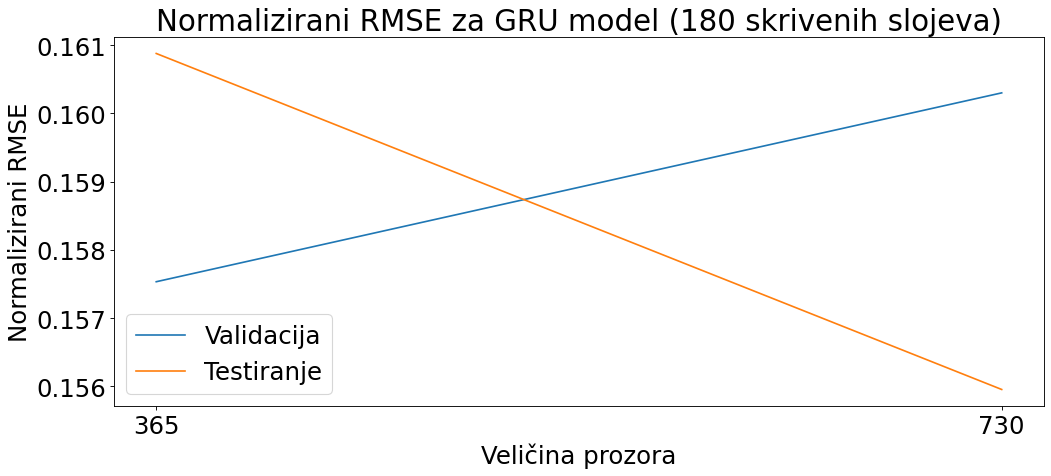 Normalizirani RMSE za GRU model (180 skrivenih slojeva)
Normalizirani RMSE
0.161
0.160
0.159
0.158
0.157
0.156
Validacija
Testiranje
365
730
Veličina prozora